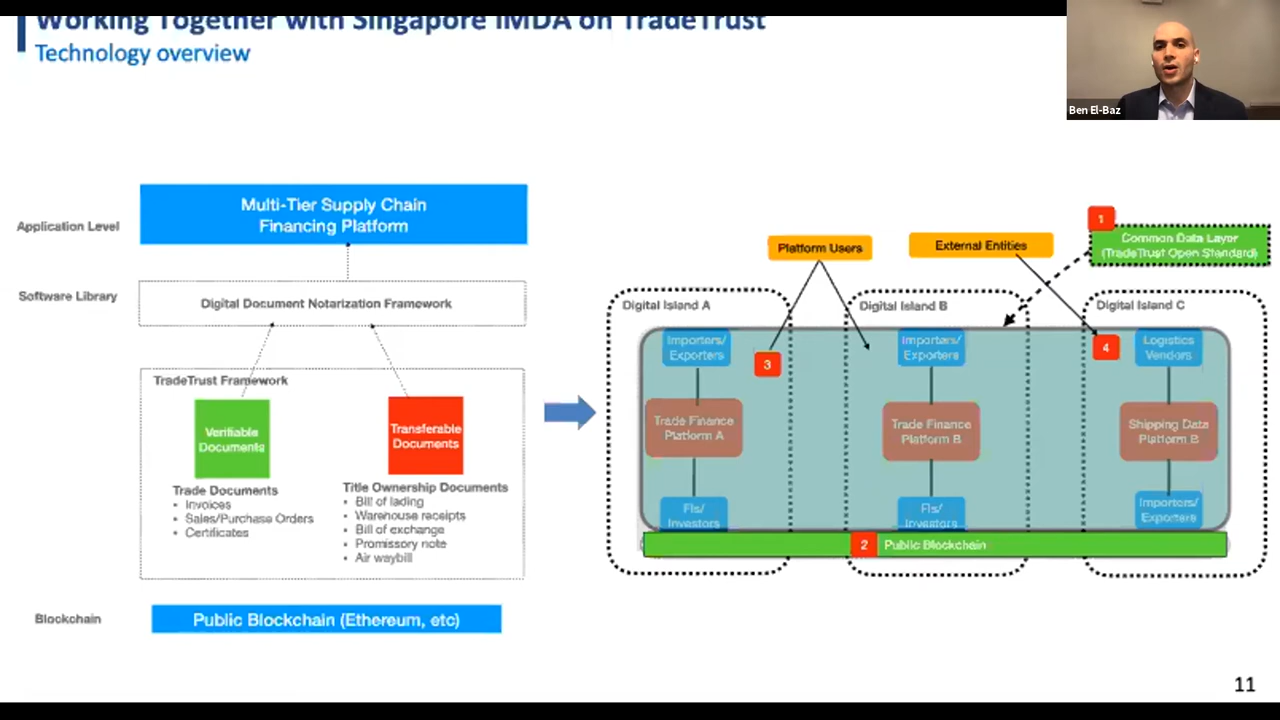 Working Together with Singapore IMDA on TradeTrust
Technology overview
Ben El-Baz
Application Level
Multi-Tier Supply Chain
Financing Platform
Software Library
Digital Document Notarization Framework
TradeTrust Framework
Verifiable
Documents
Transferable
Documents
Trade Documents
• Invoices
• Sales/Purchase Orders
• Certificates
Title Ownership Documents
• Bill of lading
• Warehouse receipts
• Bill of exchange
• Promissory note
• Air waybill
Blockchain
Public Blockchain (Ethereum, etc)
Platform Users
External Entities
1
Common Data Layer
(TradeTrust Open Standard)
Digital Island A
Importers/
Exporters
3
Trade Finance
Platform A
FIs/
Investors
Digital Island B
Importers/
Exporters
Trade Finance
Platform B
FIs/
Investors
Digital Island C
4
Logistics
Vendors
Shipping Data
Platform B
Importers/
Exporters
2
Public Blockchain
11